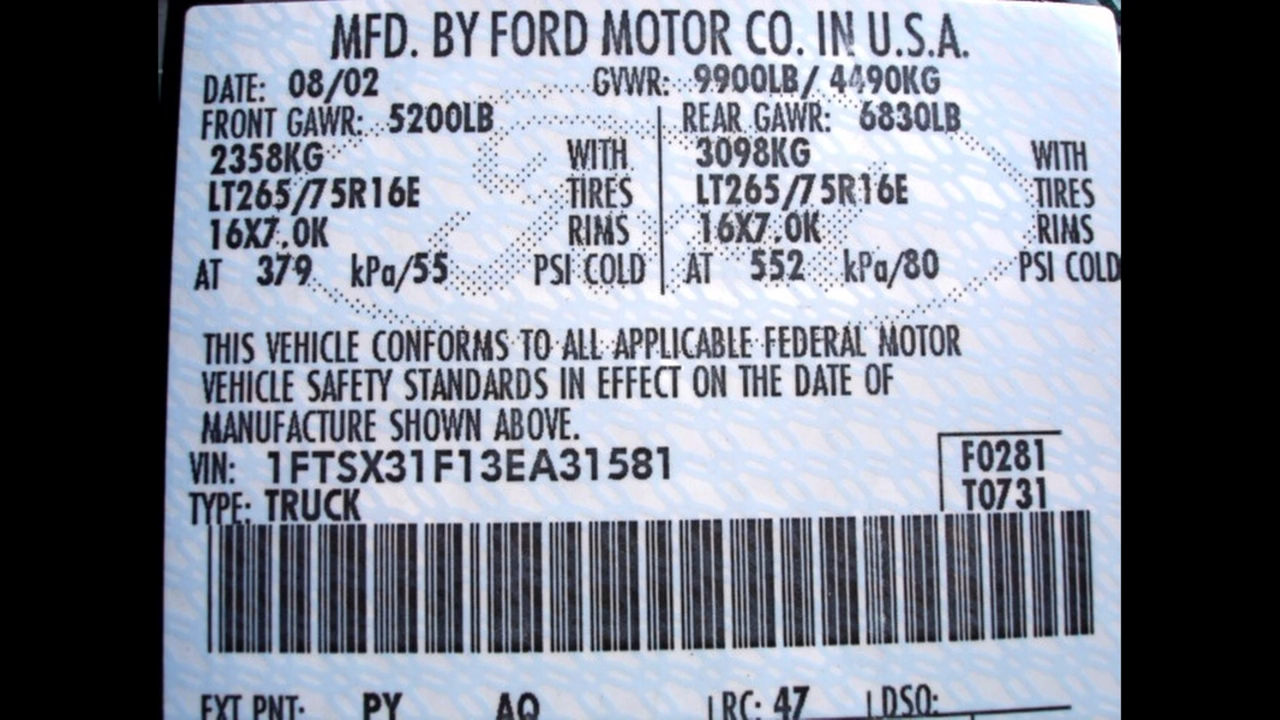 MFD. BY FORD MOTOR CO. IN U.S.A.
DATE: 08/02 GVWR: 9900LB/ 4490KG
FRONT GAWR: 5200LB REAR GAWR: 6830LB
2358KG WITH 3098KG WITH
LT265/75R16E TIRES LT265/75R16E TIRES
16X7.0K RIMS 16X7.0K RIMS
AT 379 kPa/55 PSI COLD AT 552 kPa/80 PSI COLD
THIS VEHICLE CONFORMS TO ALL APPLICABLE FEDERAL MOTOR
VEHICLE SAFETY STANDARDS IN EFFECT ON THE DATE OF
MANUFACTURE SHOWN ABOVE.
VIN: 1FTSX31F13EA31581 F0281
TYPE: TRUCK T0731
EXT PNT: PY AQ RC: 47 DSO: